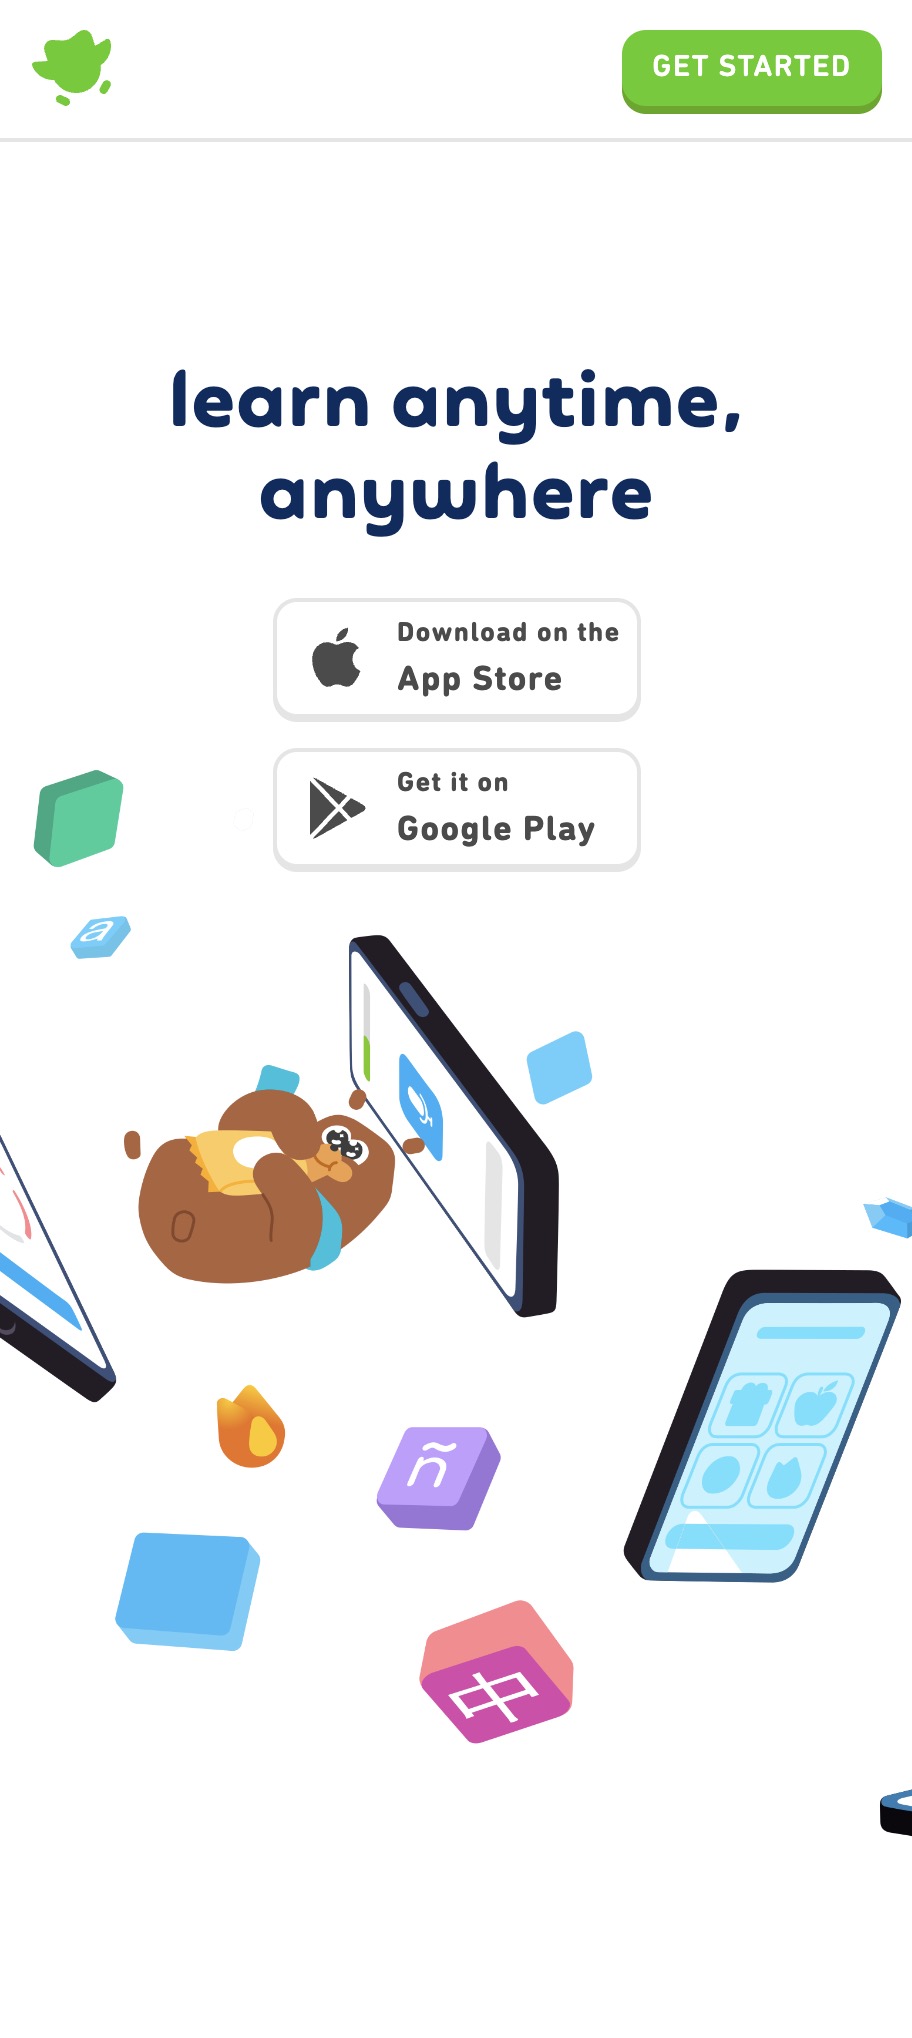 GET STARTED
learn anytime,
anywhere
Download on the
App Store
Get it on
Google Play
a
ñ
中